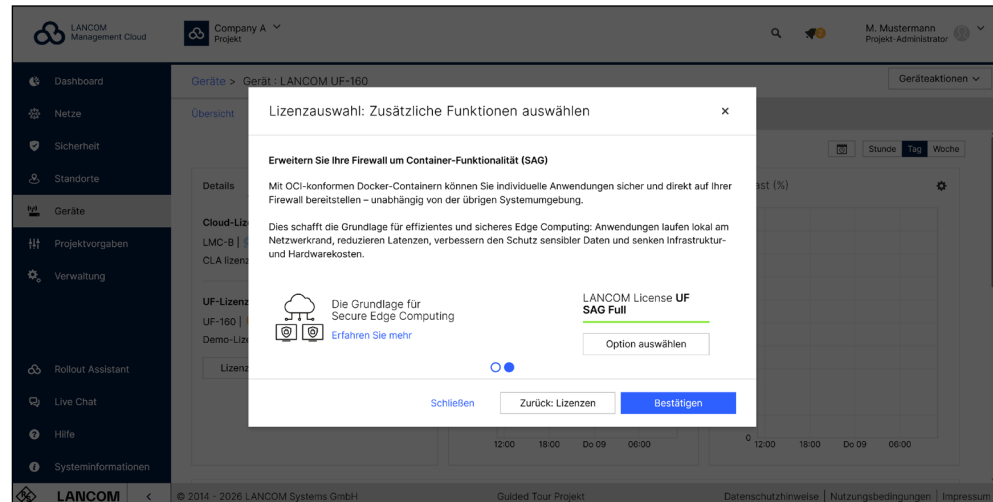 LANCOM
Management Cloud
Company A
Projekt
M. Mustermann
Projekt-Administrator
Dashboard
Netze
Sicherheit
Standorte
Geräte
Projektvorgaben
Verwaltung
Rollout Assistant
Live Chat
Hilfe
Systeminformationen
LANCOM <
Geräte > Gerät : LANCOM UF-160
Geräteaktionen
Übersicht
Stunde Tag Woche
Details
Cloud-Liz
LMC-B |
CLA lizenz
UF-Lizenz
UF-160 |
Demo-Lize
Lizenz
Lizenzauswahl: Zusätzliche Funktionen auswählen
Erweitern Sie Ihre Firewall um Container-Funktionalität (SAG)
Mit OCI-konformen Docker-Containern können Sie individuelle Anwendungen sicher und direkt auf Ihrer
Firewall bereitstellen – unabhängig von der übrigen Systemumgebung.
Dies schafft die Grundlage für effizientes und sicheres Edge Computing: Anwendungen laufen lokal am
Netzwerkrand, reduzieren Latenzen, verbessern den Schutz sensibler Daten und senken Infrastruktur-
und Hardwarekosten.
Die Grundlage für
Secure Edge Computing
Erfahren Sie mehr
LANCOM License UF
SAG Full
Option auswählen
Schließen Zurück: Lizenzen Bestätigen
ast (%)
12:00 18:00 Do 09 06:00
0 12:00 18:00 Do 09 06:00
© 2014 - 2026 LANCOM Systems GmbH Guided Tour Projekt Datenschutzhinweise | Nutzungsbedingungen | Impressum